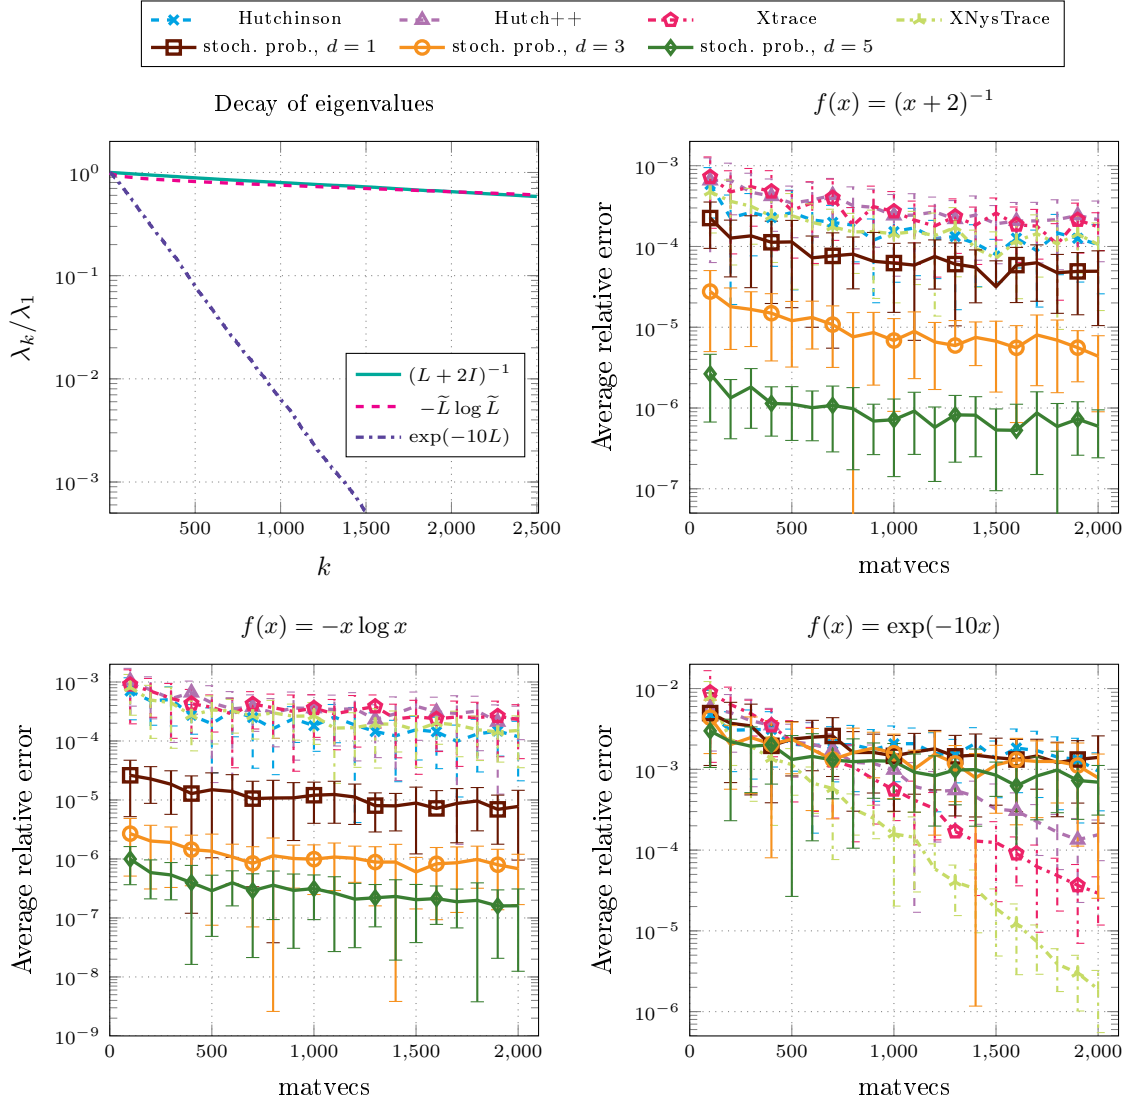 Hutchinson Hutch++ Xtrace XNysTrace
stoch. prob., d = 1 stoch. prob., d = 3 stoch. prob., d = 5
Decay of eigenvalues
10⁰
10⁻¹
10⁻²
10⁻³
λₖ/λ₁
(L + 2I)⁻¹
−L̃ log L̃
exp(−10L)
500 1,000 1,500 2,000 2,500
k
f(x) = (x + 2)⁻¹
10⁻³
10⁻⁴
10⁻⁵
10⁻⁶
10⁻⁷
Average relative error
0 500 1,000 1,500 2,000
matvecs
f(x) = −x log x
10⁻³
10⁻⁴
10⁻⁵
10⁻⁶
10⁻⁷
10⁻⁸
10⁻⁹
Average relative error
0 500 1,000 1,500 2,000
matvecs
f(x) = exp(−10x)
10⁻²
10⁻³
10⁻⁴
10⁻⁵
10⁻⁶
Average relative error
0 500 1,000 1,500 2,000
matvecs